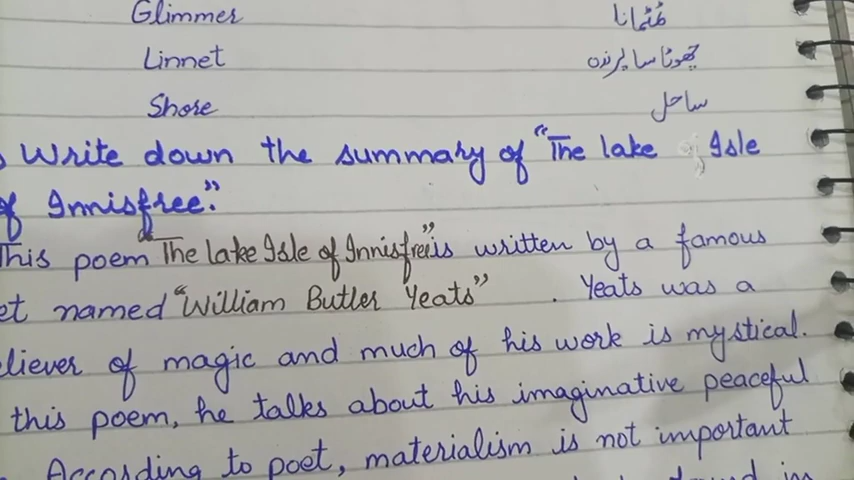 Glimmer ٹمٹمانا
Linnet چھوٹا سا پرندہ
Shore ساحل
Write down the summary of "The lake Isle
of Innisfree."
This poem "The lake Isle of Innisfree" is written by a famous
et named "William Butler Yeats". Yeats was a
eliever of magic and much of his work is mystical.
this poem, he talks about his imaginative peaceful
According to poet, materialism is not important